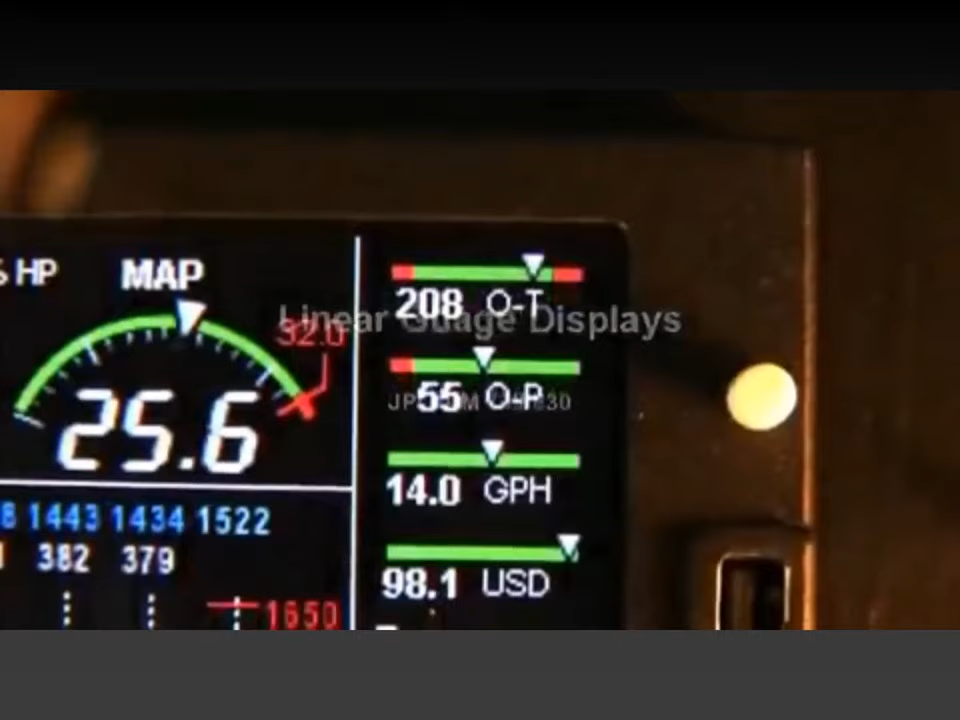 % HP
MAP
32.0
25.6
1443 1434 1522
382 379
1650
208 O-T
Linear Guage Displays
55 O-P
14.0 GPH
98.1 USD